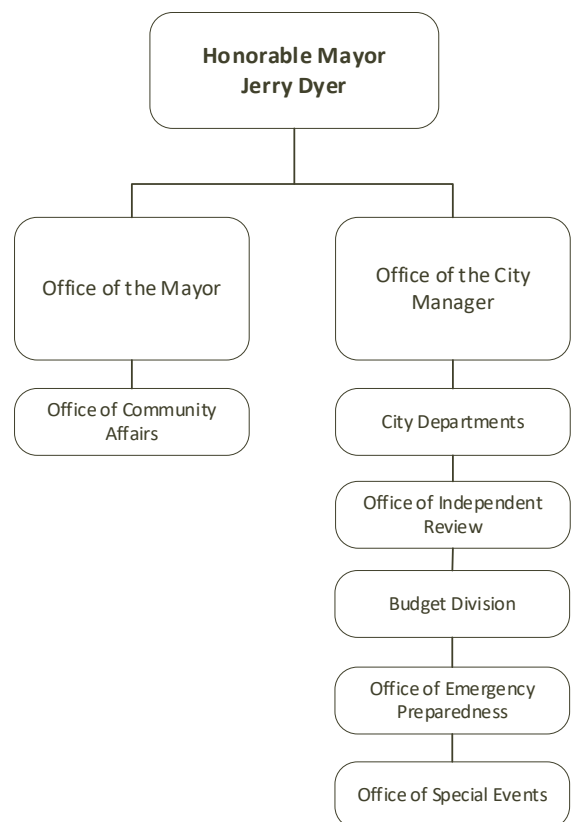 Honorable Mayor
Jerry Dyer
Office of the Mayor
Office of the City
Manager
Office of Community
Affairs
City Departments
Office of Independent
Review
Budget Division
Office of Emergency
Preparedness
Office of Special Events